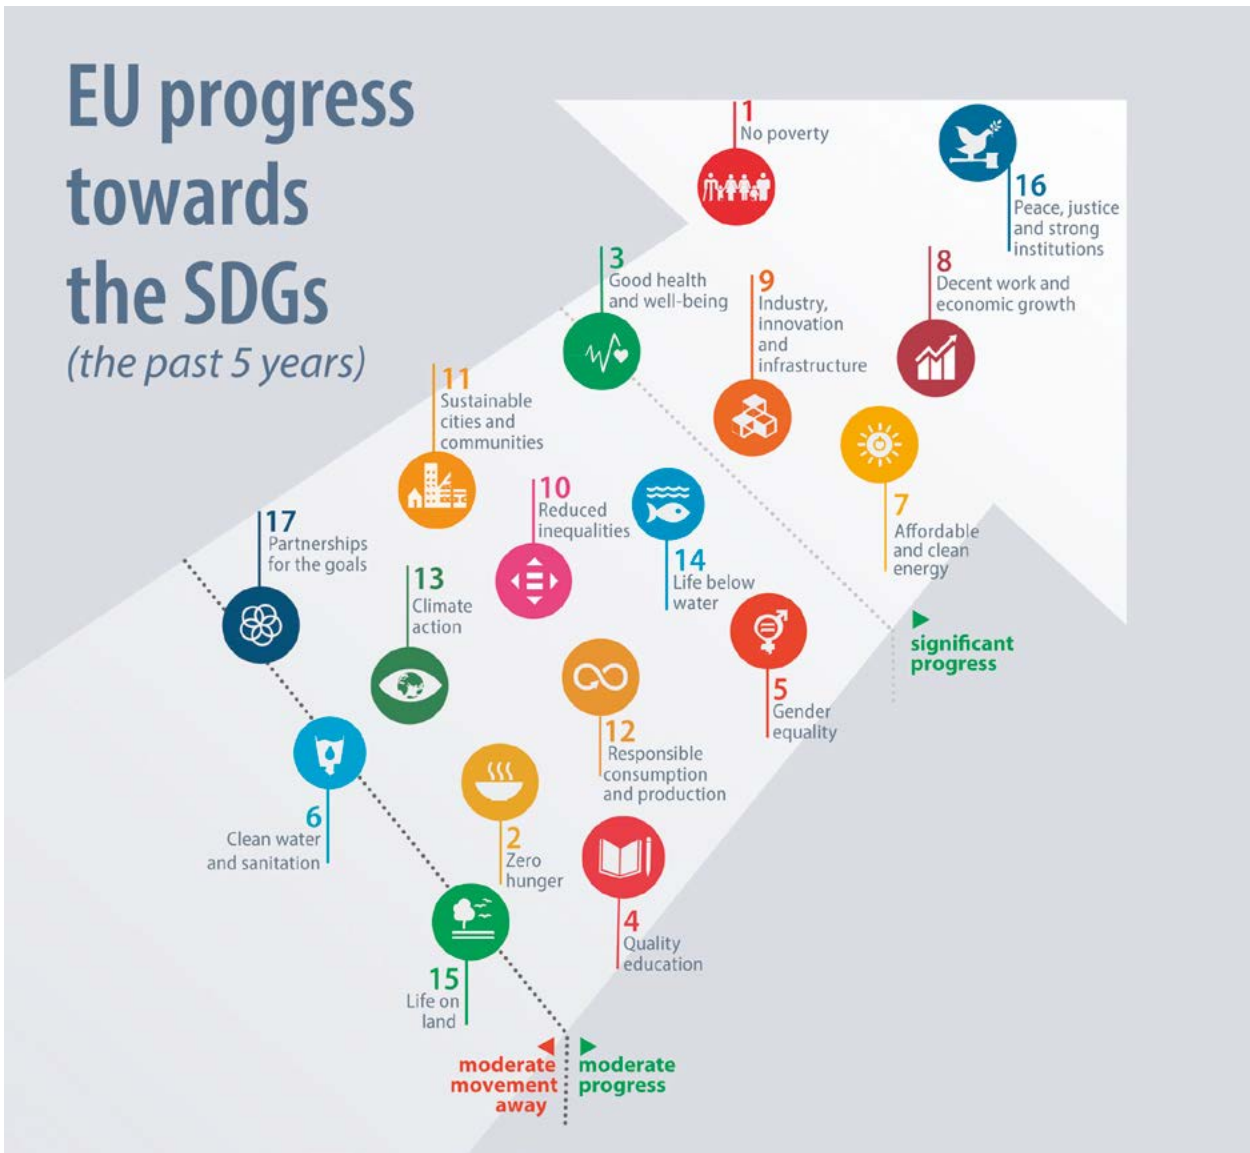 EU progress
towards
the SDGs
(the past 5 years)
1
No poverty
16
Peace, justice
and strong
institutions
3
Good health
and well-being
9
Industry,
innovation
and
infrastructure
8
Decent work and
economic growth
11
Sustainable
cities and
communities
10
Reduced
inequalities
7
Affordable
and clean
energy
17
Partnerships
for the goals
13
Climate
action
14
Life below
water
significant
progress
5
Gender
equality
12
Responsible
consumption
and production
6
Clean water
and sanitation
2
Zero
hunger
4
Quality
education
15
Life on
land
moderate
movement
away
moderate
progress